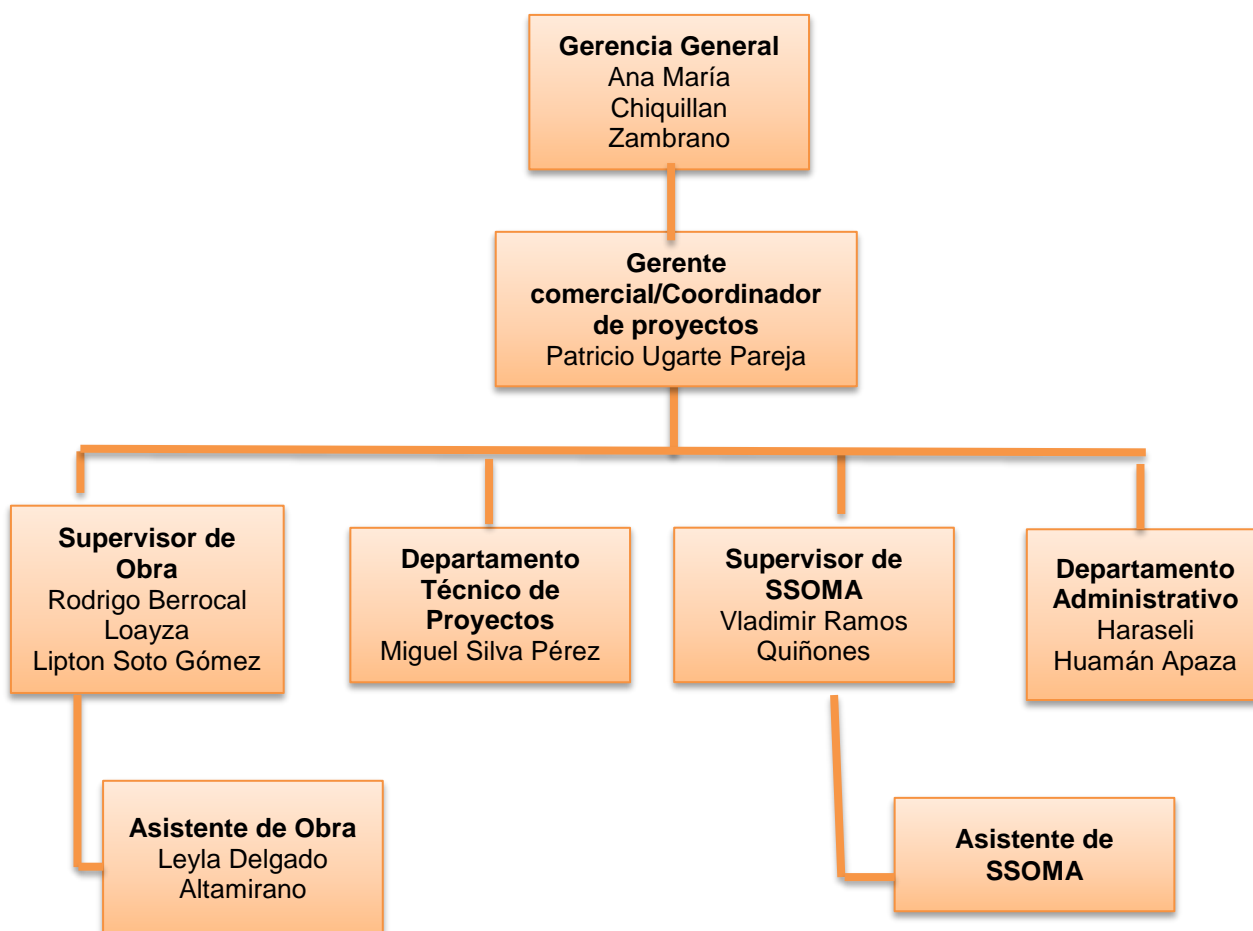 Gerencia General
Ana María
Chiquillan
Zambrano
Gerente
comercial/Coordinador
de proyectos
Patricio Ugarte Pareja
Supervisor de
Obra
Rodrigo Berrocal
Loayza
Lipton Soto Gómez
Departamento
Técnico de
Proyectos
Miguel Silva Pérez
Supervisor de
SSOMA
Vladimir Ramos
Quiñones
Departamento
Administrativo
Haraseli
Huamán Apaza
Asistente de Obra
Leyla Delgado
Altamirano
Asistente de
SSOMA